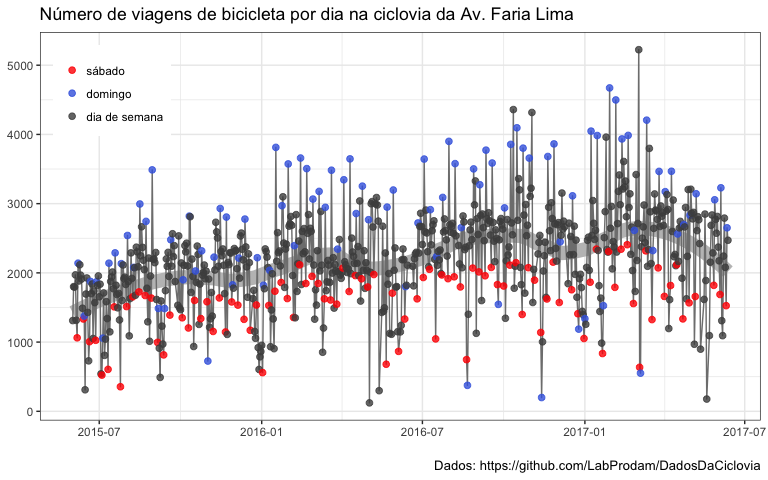 Número de viagens de bicicleta por dia na ciclovia da Av. Faria Lima
5000
4000
3000
2000
1000
0
sábado
domingo
dia de semana
2015-07
2016-01
2016-07
2017-01
2017-07
Dados: https://github.com/LabProdam/DadosDaCiclovia